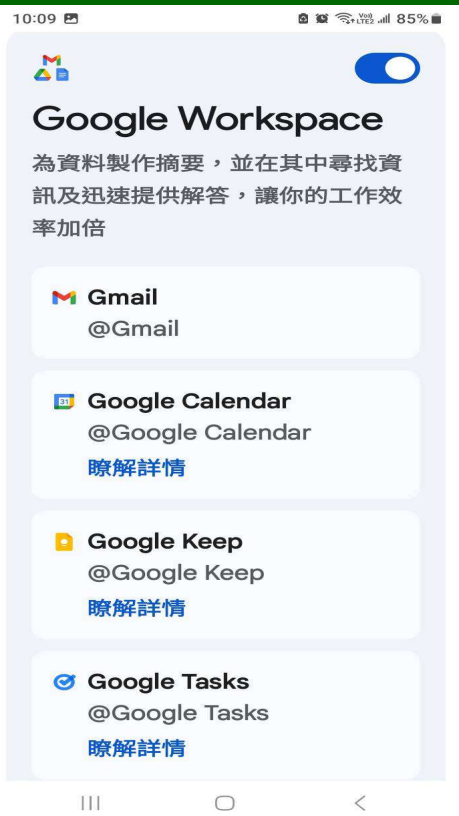 10:09
Vo))
LTE2
85%
Google Workspace
為資料製作摘要，並在其中尋找資
訊及迅速提供解答，讓你的工作效
率加倍
Gmail
@Gmail
31
Google Calendar
@Google Calendar
瞭解詳情
Google Keep
@Google Keep
瞭解詳情
Google Tasks
@Google Tasks
瞭解詳情